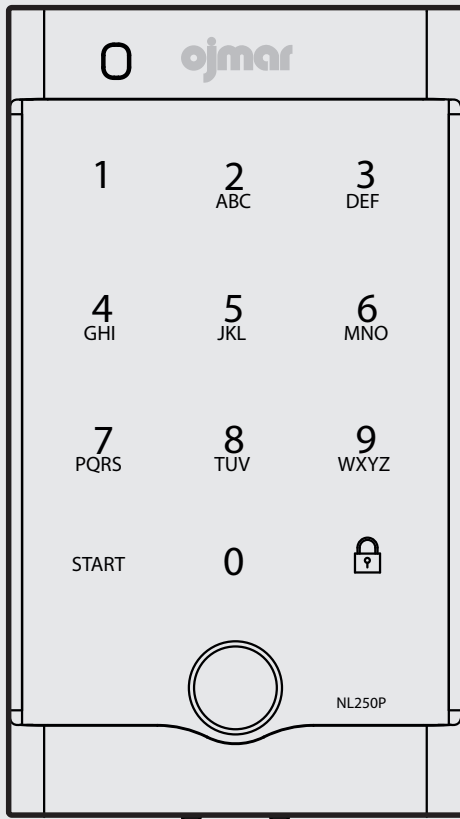 ojmar
1 2 3
ABC DEF
4 5 6
GHI JKL MNO
7 8 9
PQRS TUV WXYZ
START 0
NL250P